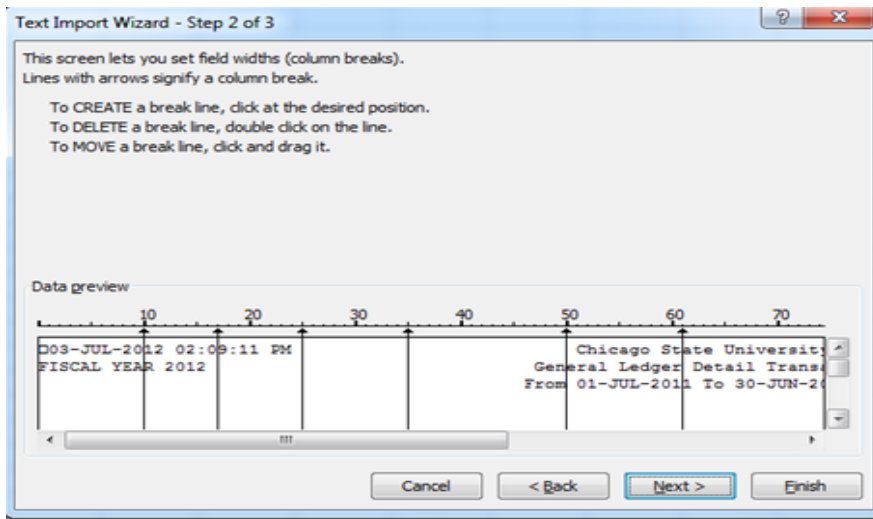 Text Import Wizard - Step 2 of 3
This screen lets you set field widths (column breaks).
Lines with arrows signify a column break.
To CREATE a break line, click at the desired position.
To DELETE a break line, double click on the line.
To MOVE a break line, click and drag it.
Data preview
10 20 30 40 50 60 70
03-JUL-2012 02:09:11 PM Chicago State University
FISCAL YEAR 2012 General Ledger Detail Trans
From 01-JUL-2011 To 30-JUN-20
Cancel < Back Next > Finish